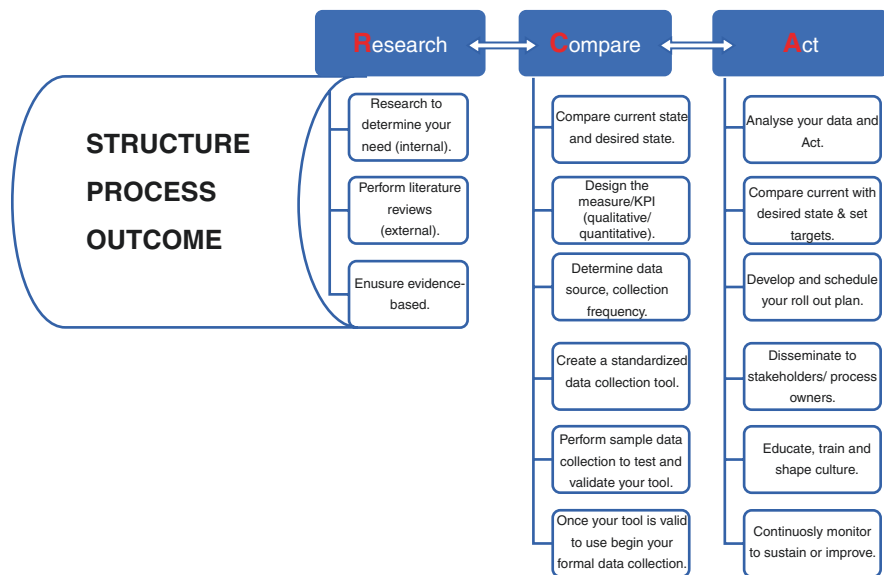 Research
Compare
Act
STRUCTURE
PROCESS
OUTCOME
Research to
determine your
need (internal).
Perform literature
reviews
(external).
Enusure evidence-
based.
Compare current state
and desired state.
Design the
measure/KPI
(qualitative/
quantitative).
Determine data
source, collection
frequency.
Create a standardized
data collection tool.
Perform sample data
collection to test and
validate your tool.
Once your tool is valid
to use begin your
formal data collection.
Analyse your data and
Act.
Compare current with
desired state & set
targets.
Develop and schedule
your roll out plan.
Disseminate to
stakeholders/ process
owners.
Educate, train and
shape culture.
Continuosly monitor
to sustain or improve.